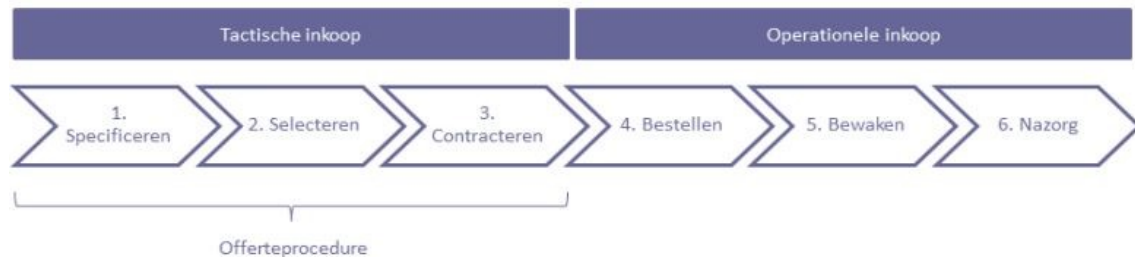 Tactische inkoop
Operationele inkoop
1.
Specificeren
2. Selecteren
3.
Contracteren
4. Bestellen
5. Bewaken
6. Nazorg
Offerteprocedure